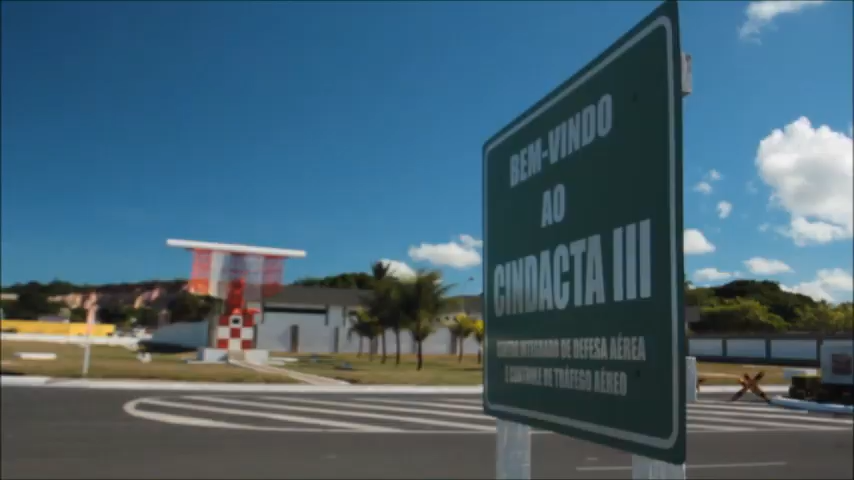 BEM-VINDO
AO
CINDACTA III
CENTRO INTEGRADO DE DEFESA AÉREA
E CONTROLE DE TRÁFEGO AÉREO